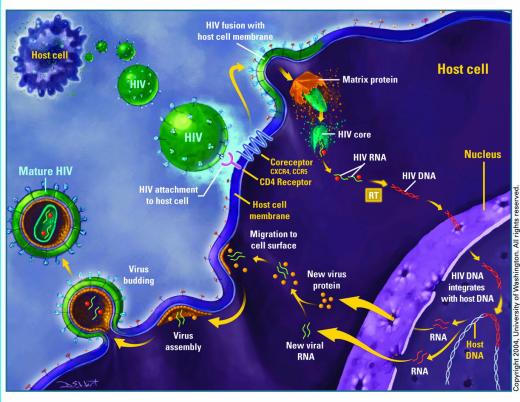 HIV fusion with
host cell membrane
Host cell
HIV
HIV
Matrix protein
Host cell
HIV core
HIV RNA
Nucleus
Coreceptor
CXCR4, CCR5
CD4 Receptor
HIV DNA
RT
Mature HIV
HIV attachment
to host cell
Host cell
membrane
Migration to
cell surface
Virus
budding
New virus
protein
HIV DNA
integrates
with host DNA
Virus
assembly
New viral
RNA
RNA
RNA
Host
DNA
Copyright 2004, University of Washington. All rights reserved.